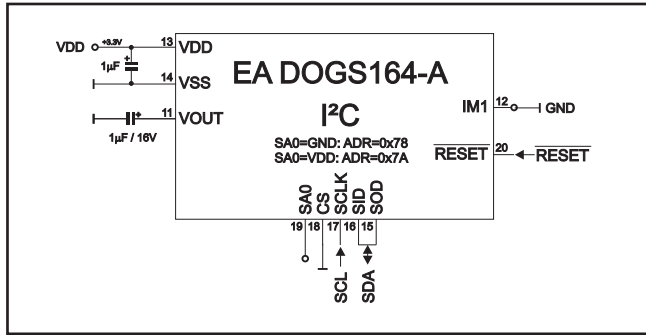 VDD +3.3V 13 VDD
1µF
14 VSS
11 VOUT
1µF / 16V
EA DOGS164-A
I²C
SA0=GND: ADR=0x78
SA0=VDD: ADR=0x7A
IM1 12 GND
RESET 20 RESET
SA0 CS SCLK SID SOD
19 18 17 16 15
SCL SDA